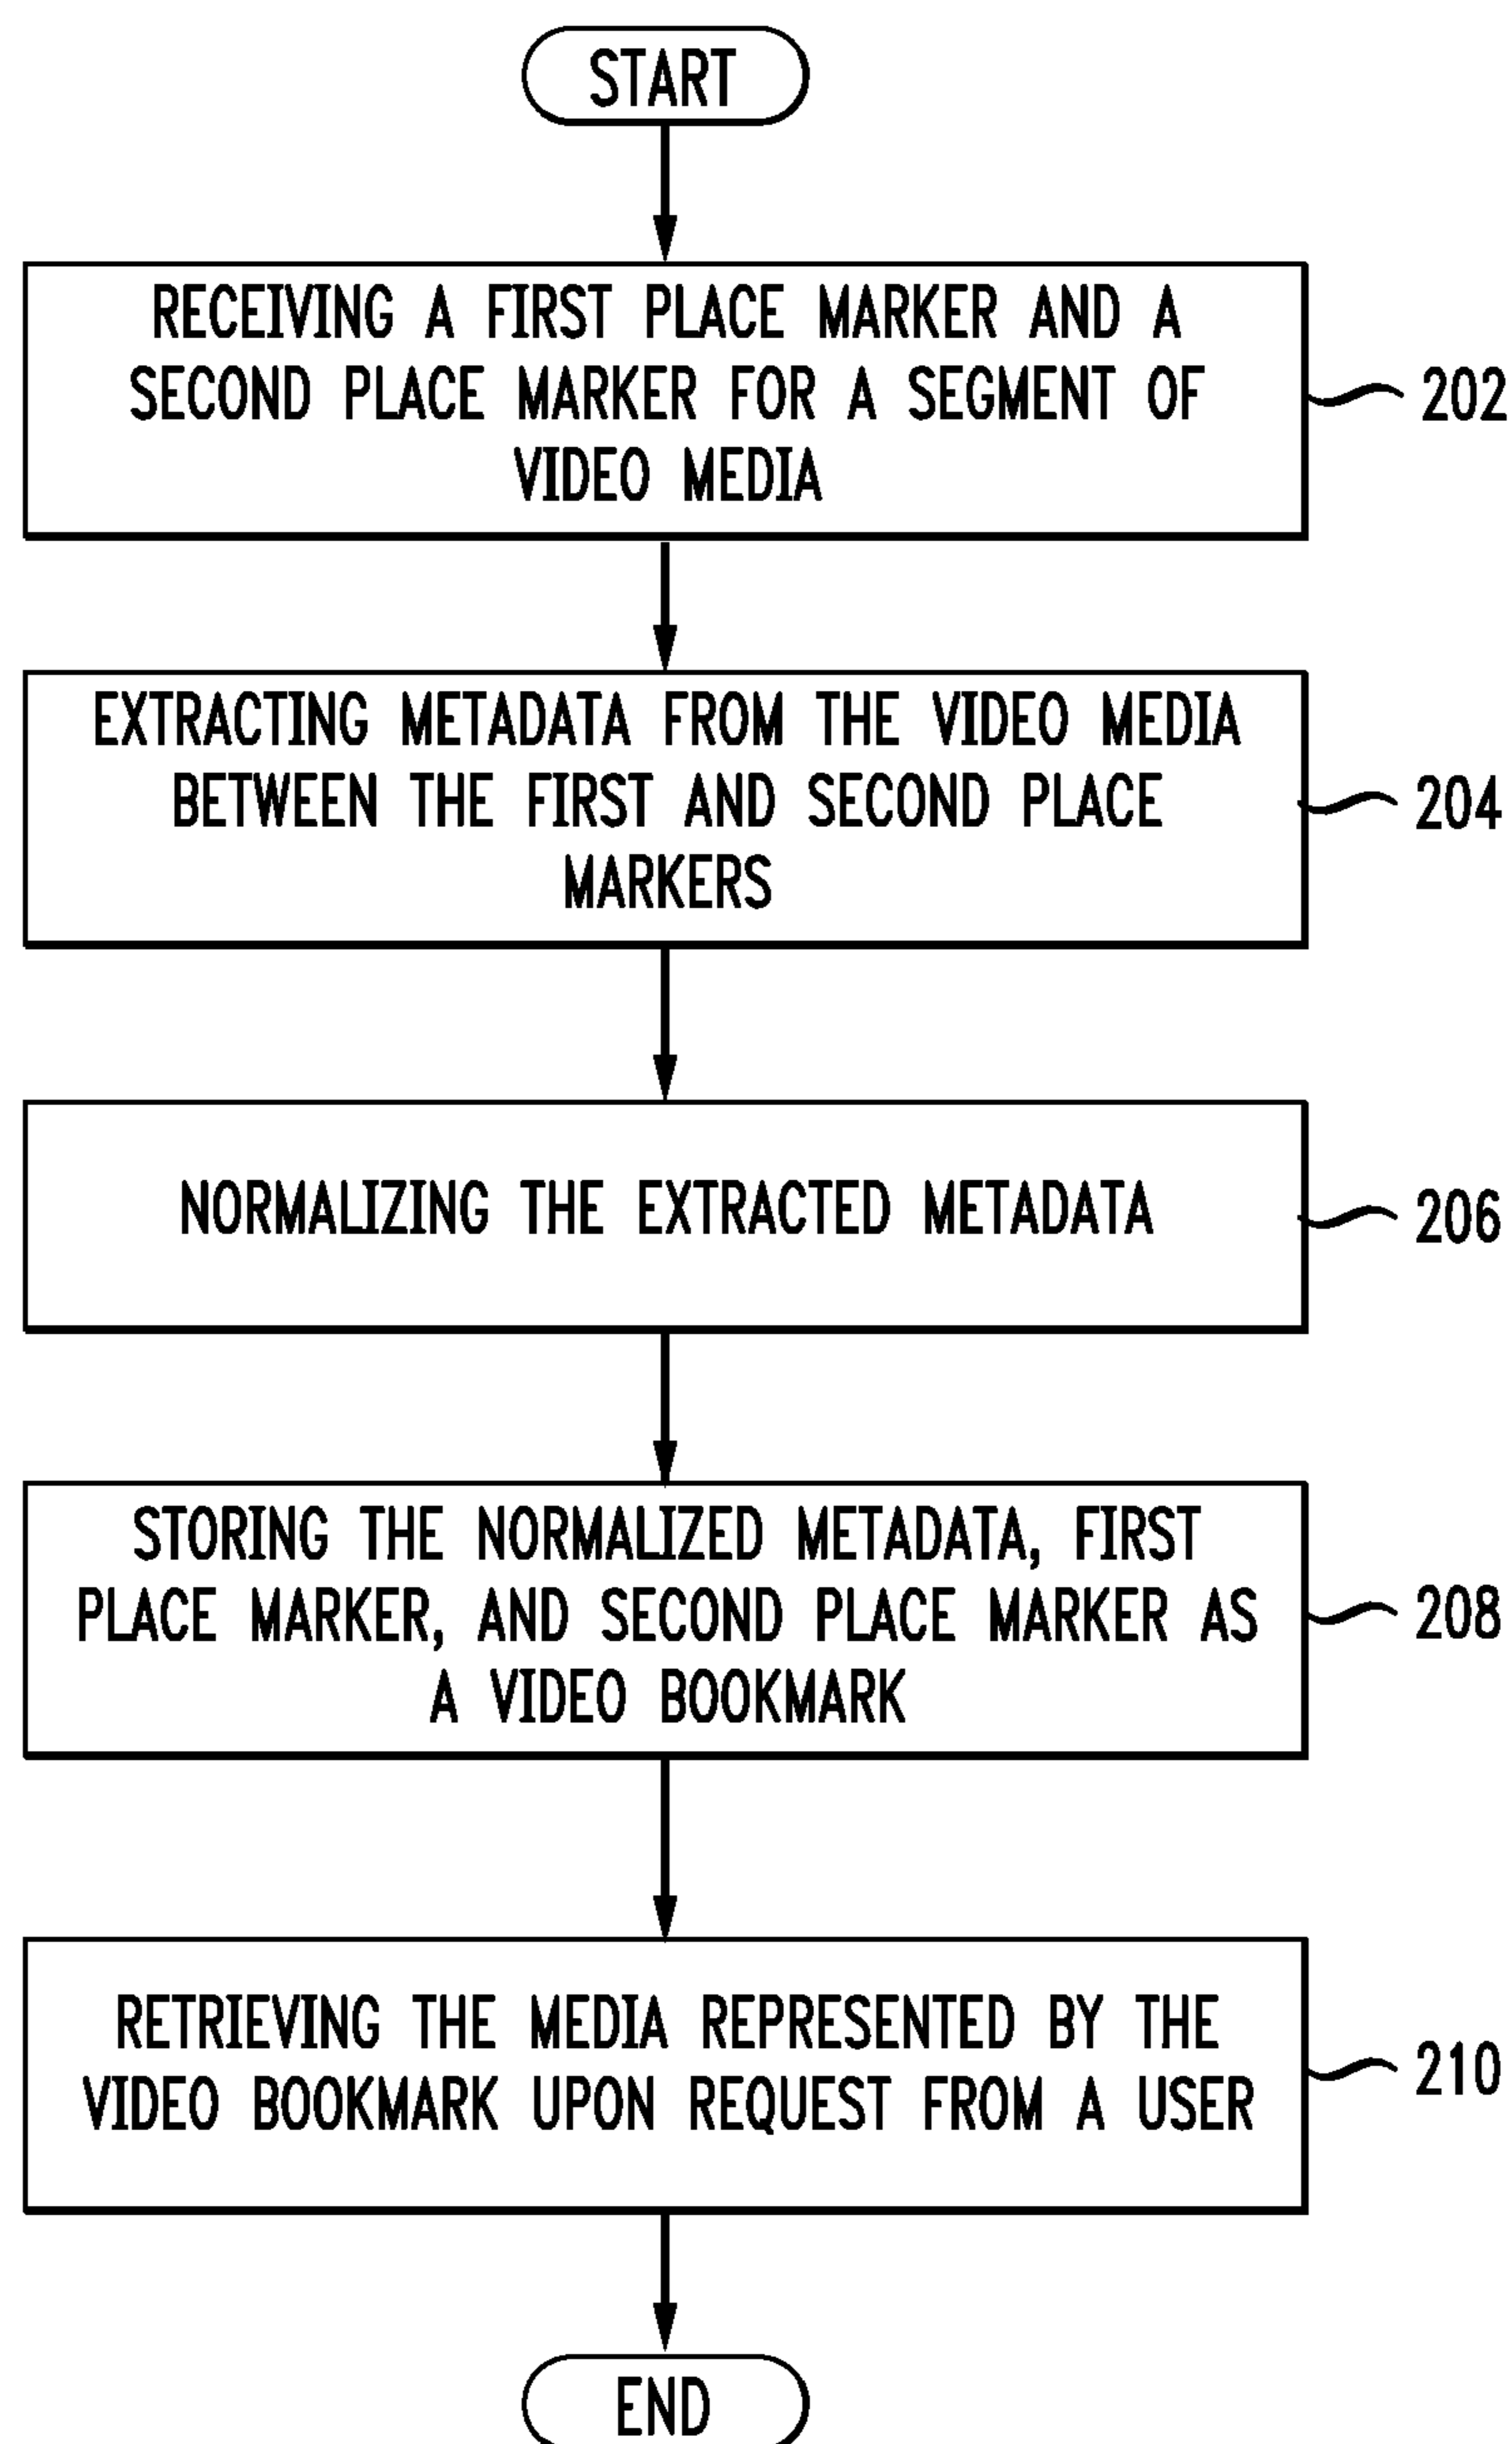 START
RECEIVING A FIRST PLACE MARKER AND A
SECOND PLACE MARKER FOR A SEGMENT OF
VIDEO MEDIA
202
EXTRACTING METADATA FROM THE VIDEO MEDIA
BETWEEN THE FIRST AND SECOND PLACE
MARKERS
204
NORMALIZING THE EXTRACTED METADATA
206
STORING THE NORMALIZED METADATA, FIRST
PLACE MARKER, AND SECOND PLACE MARKER AS
A VIDEO BOOKMARK
208
RETRIEVING THE MEDIA REPRESENTED BY THE
VIDEO BOOKMARK UPON REQUEST FROM A USER
210
END